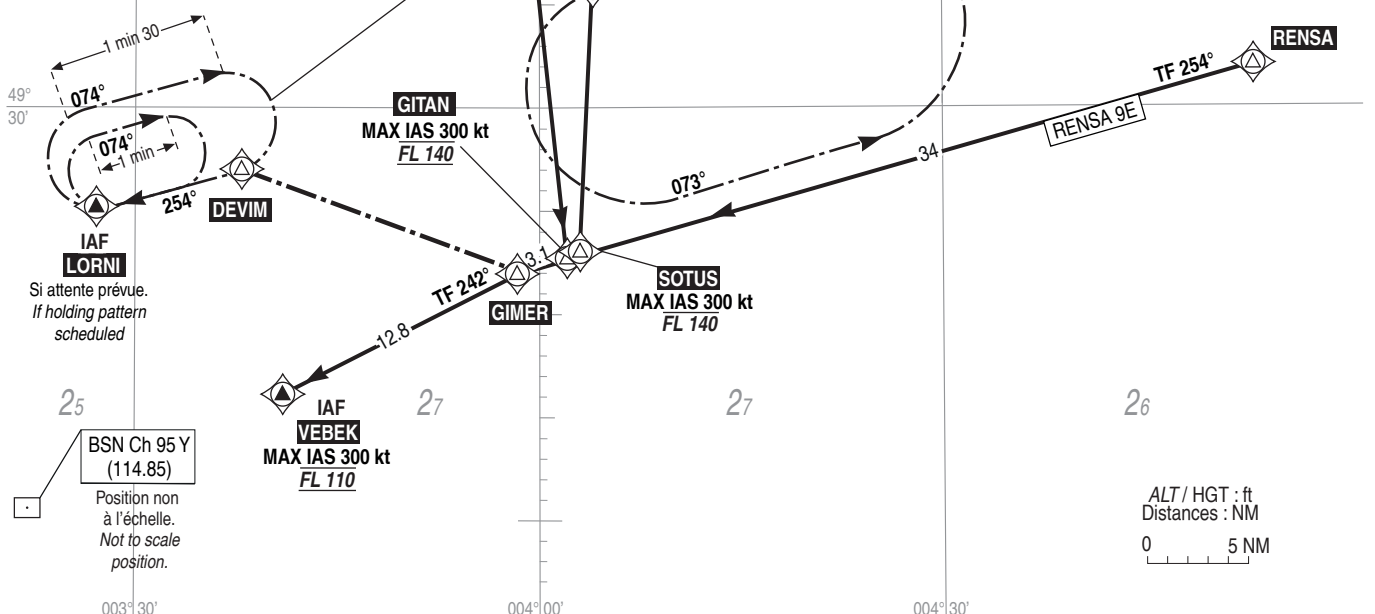 1 min 30
074°
49°
30'
074°
1 min
254°
DEVIM
IAF
LORNI
Si attente prévue.
If holding pattern
scheduled
GITAN
MAX IAS 300 kt
FL 140
073°
34
RENSA 9E
TF 254°
RENSA
3.1
SOTUS
MAX IAS 300 kt
FL 140
GIMER
TF 242°
12.8
IAF
VEBEK
MAX IAS 300 kt
FL 110
25
27
27
26
BSN Ch 95 Y
(114.85)
Position non
à l'échelle.
Not to scale
position.
ALT / HGT : ft
Distances : NM
0 5 NM
003°30'
004°00'
004°30'